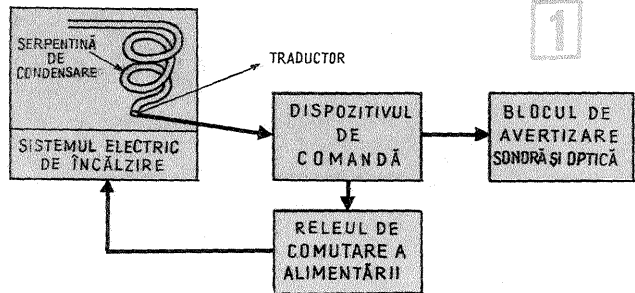 1
SERPENTINĂ
DE
CONDENSARE
TRADUCTOR
SISTEMUL ELECTRIC
DE ÎNCĂLZIRE
DISPOZITIVUL
DE
COMANDĂ
BLOCUL DE
AVERTIZARE
SONORĂ ȘI OPTICĂ
RELEUL DE
COMUTARE A
ALIMENTĂRII